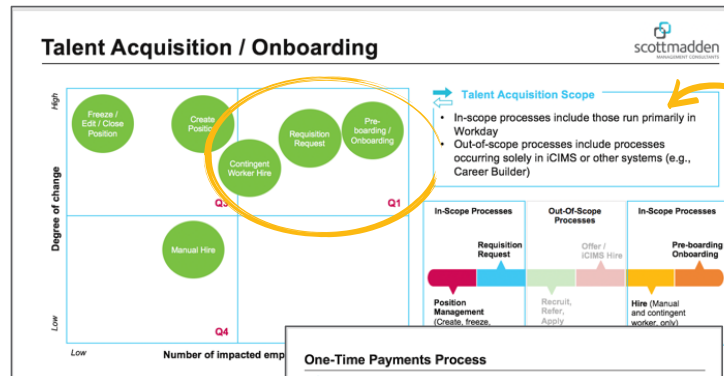 Talent Acquisition / Onboarding
scottmadden
MANAGEMENT CONSULTANTS
High
Degree of change
Low
Freeze /
Edit / Close
Position
Create
Position
Contingent
Worker Hire
Requisition
Request
Pre-
boarding /
Onboarding
Q1
Manual Hire
Q4
Low
Number of impacted emp
Talent Acquisition Scope
• In-scope processes include those run primarily in
Workday
• Out-of-scope processes include processes
occurring solely in iCIMS or other systems (e.g.,
Career Builder)
In-Scope Processes
Out-Of-Scope
Processes
In-Scope Processes
Requisition
Request
Offer /
iCIMS Hire
Pre-boarding
Onboarding
Position
Management
(Create, freeze,
Recruit,
Refer,
Apply
Hire (Manual
and contingent
worker, only)
One-Time Payments Process